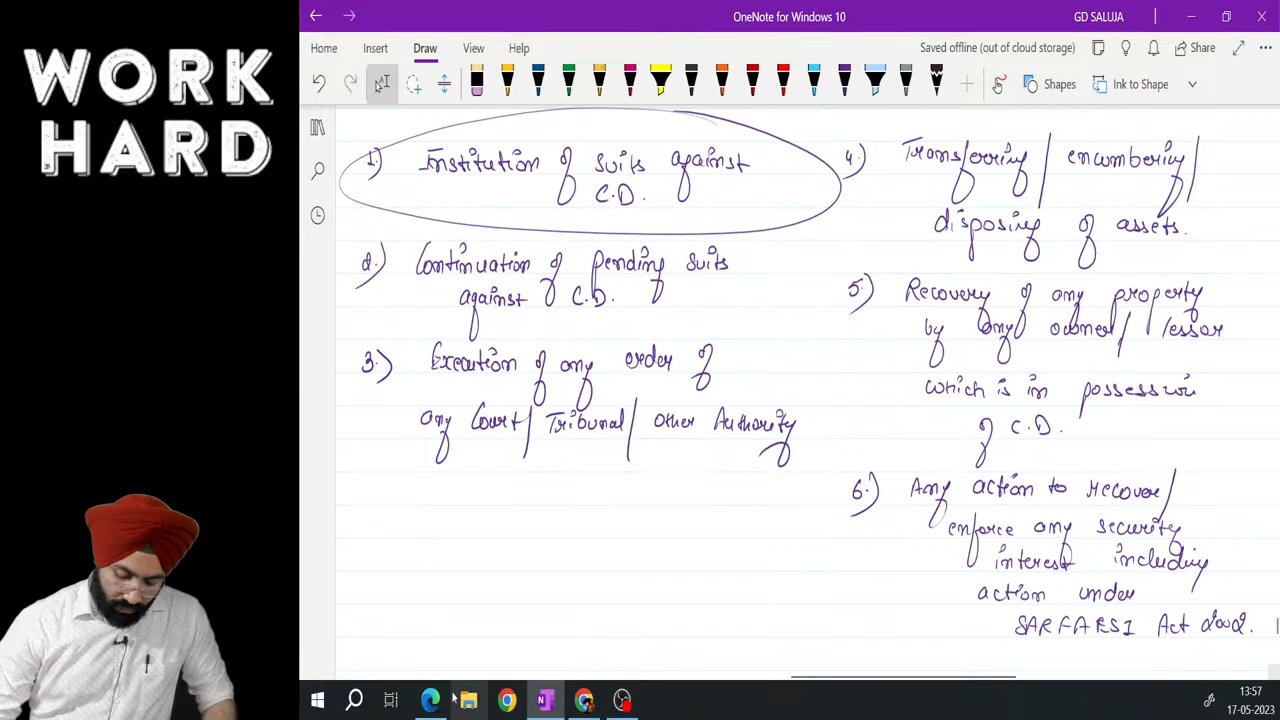 WORK
HARD
OneNote for Windows 10
GD SALUJA
Home
Insert
Draw
View
Help
Saved offline (out of cloud storage)
Share
Shapes
Ink to Shape
1) Institution of suits against
C.D.
2.) Continuation of pending suits
against C.D.
3.) Execution of any order of
any Court/ Tribunal/ other Authority
4.) Transferring/ encumbering/
disposing of assets.
5.) Recovery of any property
by any owner/ lessor
which is in possession
of C.D.
6.) Any action to recover/
enforce any security
interest including
action under
SARFARSI Act 2002.
13:57
17-05-2023